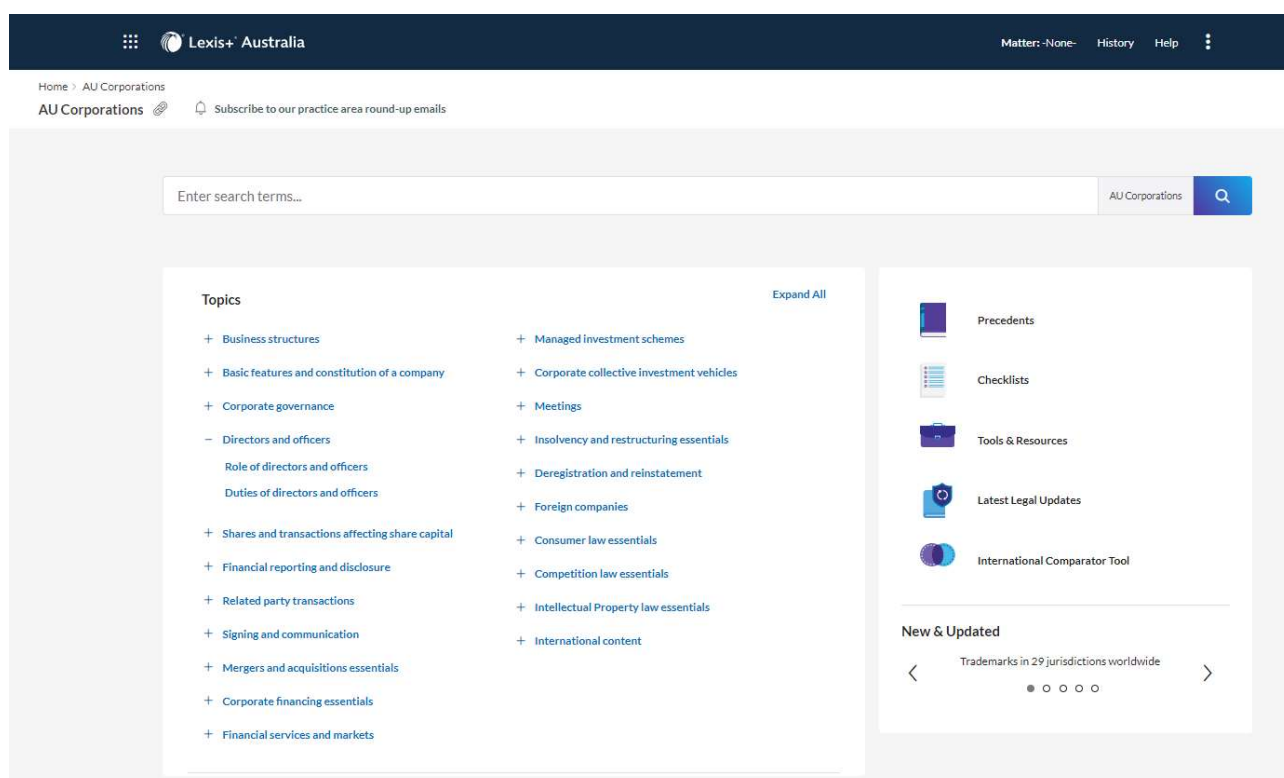 Lexis+ Australia
Matter: -None- History Help
Home > AU Corporations
AU Corporations
Subscribe to our practice area round-up emails
Enter search terms...
AU Corporations
Topics
Expand All
+ Business structures
+ Basic features and constitution of a company
+ Corporate governance
− Directors and officers
Role of directors and officers
Duties of directors and officers
+ Shares and transactions affecting share capital
+ Financial reporting and disclosure
+ Related party transactions
+ Signing and communication
+ Mergers and acquisitions essentials
+ Corporate financing essentials
+ Financial services and markets
+ Managed investment schemes
+ Corporate collective investment vehicles
+ Meetings
+ Insolvency and restructuring essentials
+ Deregistration and reinstatement
+ Foreign companies
+ Consumer law essentials
+ Competition law essentials
+ Intellectual Property law essentials
+ International content
Precedents
Checklists
Tools & Resources
Latest Legal Updates
International Comparator Tool
New & Updated
Trademarks in 29 jurisdictions worldwide